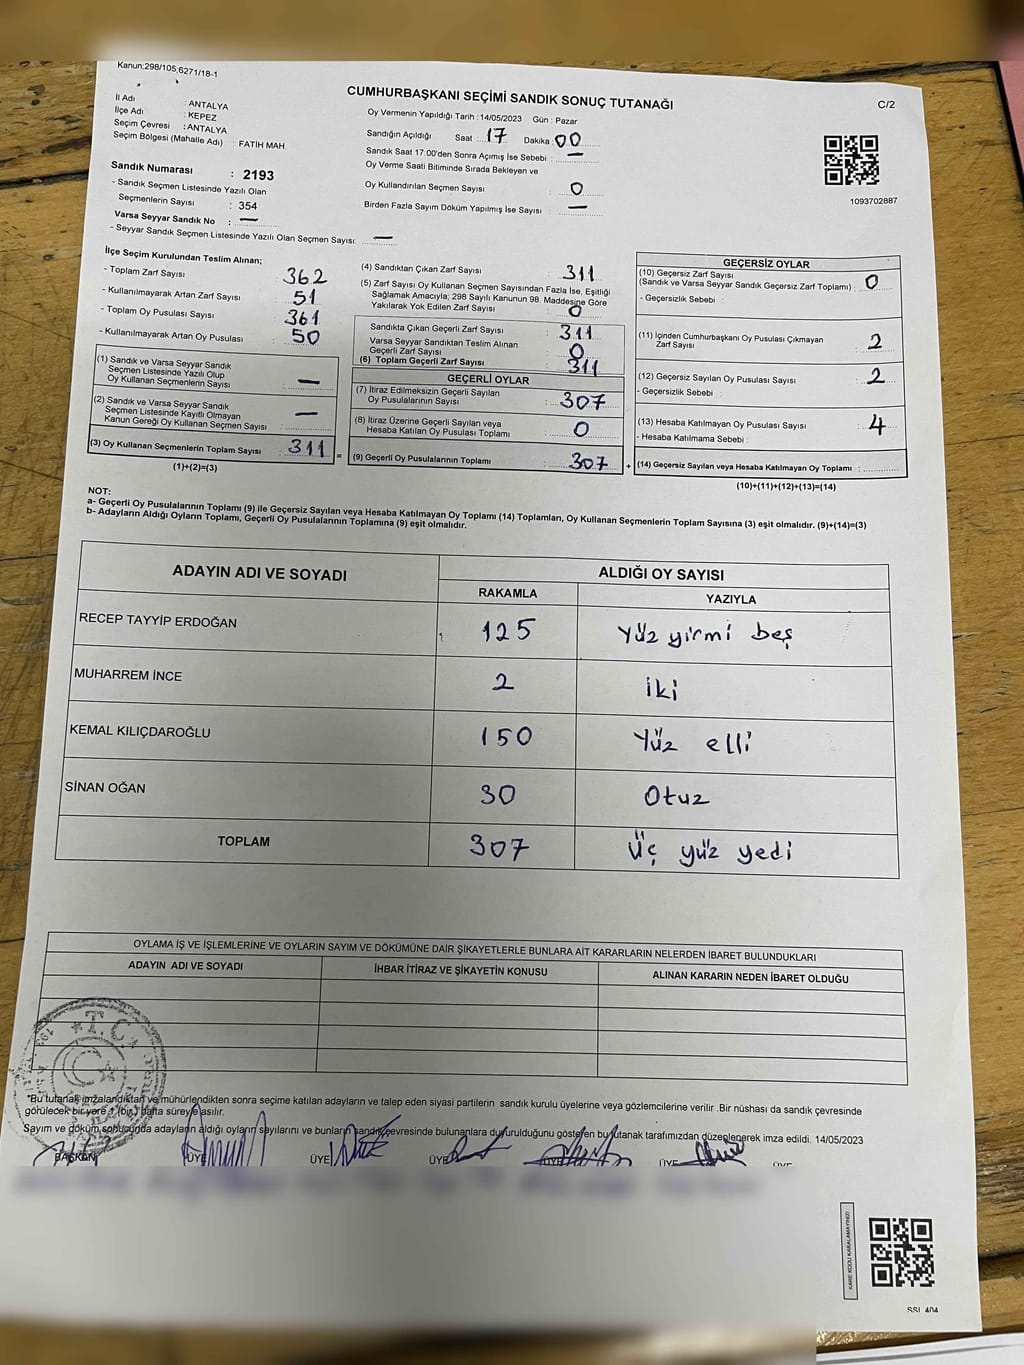 Kanun;298/105;6271/18-1
CUMHURBAŞKANI SEÇİMİ SANDIK SONUÇ TUTANAĞI
C/2
İl Adı : ANTALYA
İlçe Adı : KEPEZ
Seçim Çevresi : ANTALYA
Seçim Bölgesi (Mahalle Adı) : FATİH MAH.
Oy Vermenin Yapıldığı Tarih :14/05/2023 Gün : Pazar
Sandığın Açıldığı Saat : 17 Dakika : 00
Sandık Saat 17:00'den Sonra Açımış İse Sebebi : —
Oy Verme Saati Bitiminde Sırada Bekleyen ve
Oy Kullandırılan Seçmen Sayısı : 0
Birden Fazla Sayım Döküm Yapılmış İse Sayısı : —
1093702887
Sandık Numarası : 2193
- Sandık Seçmen Listesinde Yazılı Olan
Seçmenlerin Sayısı : 354
Varsa Seyyar Sandık No : —
- Seyyar Sandık Seçmen Listesinde Yazılı Olan Seçmen Sayısı: —
İlçe Seçim Kurulundan Teslim Alınan;
- Toplam Zarf Sayısı : 362
- Kullanılmayarak Artan Zarf Sayısı : 51
- Toplam Oy Pusulası Sayısı : 361
- Kullanılmayarak Artan Oy Pusulası : 50
(1) Sandık ve Varsa Seyyar Sandık
Seçmen Listesinde Yazılı Olup
Oy Kullanan Seçmenlerin Sayısı : —
(2) Sandık ve Varsa Seyyar Sandık
Seçmen Listesinde Kayıtlı Olmayan
Kanun Gereği Oy Kullanan Seçmen Sayısı : —
(3) Oy Kullanan Seçmenlerin Toplam Sayısı : 311
(1)+(2)=(3)
=
(4) Sandıktan Çıkan Zarf Sayısı : 311
(5) Zarf Sayısı Oy Kullanan Seçmen Sayısından Fazla İse, Eşitliği
Sağlamak Amacıyla; 298 Sayılı Kanunun 98. Maddesine Göre
Yakılarak Yok Edilen Zarf Sayısı : 0
Sandıkta Çıkan Geçerli Zarf Sayısı : 311
Varsa Seyyar Sandıktan Teslim Alınan
Geçerli Zarf Sayısı : 0
(6) Toplam Geçerli Zarf Sayısı : 311
GEÇERLİ OYLAR
(7) İtiraz Edilmeksizin Geçerli Sayılan
Oy Pusulalarının Sayısı : 307
(8) İtiraz Üzerine Geçerli Sayılan veya
Hesaba Katılan Oy Pusulası Toplamı : 0
(9) Geçerli Oy Pusulalarının Toplamı : 307
+
GEÇERSİZ OYLAR
(10) Geçersiz Zarf Sayısı
(Sandık ve Varsa Seyyar Sandık Geçersiz Zarf Toplamı) : 0
- Geçersizlik Sebebi :
(11) İçinden Cumhurbaşkanı Oy Pusulası Çıkmayan
Zarf Sayısı : 2
(12) Geçersiz Sayılan Oy Pusulası Sayısı : 2
- Geçersizlik Sebebi :
(13) Hesaba Katılmayan Oy Pusulası Sayısı : 4
- Hesaba Katılmama Sebebi :
(14) Geçersiz Sayılan veya Hesaba Katılmayan Oy Toplamı :
(10)+(11)+(12)+(13)=(14)
NOT:
a- Geçerli Oy Pusulalarının Toplamı (9) ile Geçersiz Sayılan veya Hesaba Katılmayan Oy Toplamı (14) Toplamları, Oy Kullanan Seçmenlerin Toplam Sayısına (3) eşit olmalıdır. (9)+(14)=(3)
b- Adayların Aldığı Oyların Toplamı, Geçerli Oy Pusulalarının Toplamına (9) eşit olmalıdır.
ADAYIN ADI VE SOYADI ALDIĞI OY SAYISI
RAKAMLA YAZIYLA
RECEP TAYYİP ERDOĞAN 125 Yüz yirmi beş
MUHARREM İNCE 2 İki
KEMAL KILIÇDAROĞLU 150 Yüz elli
SİNAN OĞAN 30 Otuz
TOPLAM 307 Üç yüz yedi
OYLAMA İŞ VE İŞLEMLERİNE VE OYLARIN SAYIM VE DÖKÜMÜNE DAİR ŞİKAYETLERLE BUNLARA AİT KARARLARIN NELERDEN İBARET BULUNDUKLARI
ADAYIN ADI VE SOYADI İHBAR İTİRAZ VE ŞİKAYETİN KONUSU ALINAN KARARIN NEDEN İBARET OLDUĞU
T.C.
*Bu tutanak imzalandıktan ve mühürlendikten sonra seçime katılan adayların ve talep eden siyasi partilerin sandık kurulu üyelerine veya gözlemcilerine verilir .Bir nüshası da sandık çevresinde
görülecek bir yere 1 (bir) hafta süreyle asılır.
Sayım ve döküm sonucunda adayların aldığı oyların sayılarını ve bunların sandık çevresinde bulunanlara duyurulduğunu gösteren bu tutanak tarafımızdan düzenlenerek imza edildi. 14/05/2023
BAŞKAN ÜYE ÜYE ÜYE ÜYE ÜYE
KARE KODU KARALAMAYINIZ!